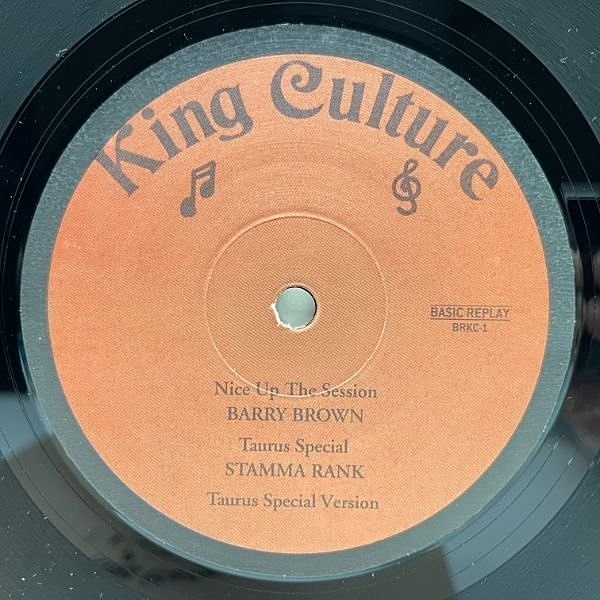 King Culture
BASIC REPLAY
BRKC-1
Nice Up The Session
BARRY BROWN
Taurus Special
STAMMA RANK
Taurus Special Version